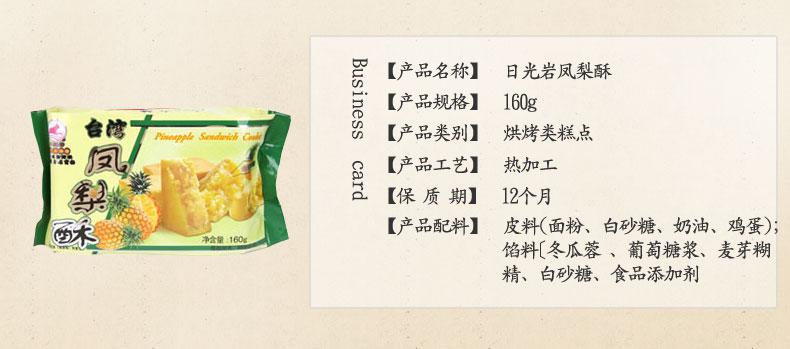 台湾
凤梨
酥
Pineapple Sandwich
净含量:160g
Business card
【产品名称】 日光岩凤梨酥
【产品规格】 160g
【产品类别】 烘烤类糕点
【产品工艺】 热加工
【保 质 期】 12个月
【产品配料】 皮料(面粉、白砂糖、奶油、鸡蛋);
馅料〔冬瓜蓉 、葡萄糖浆、麦芽糊
精、白砂糖、食品添加剂